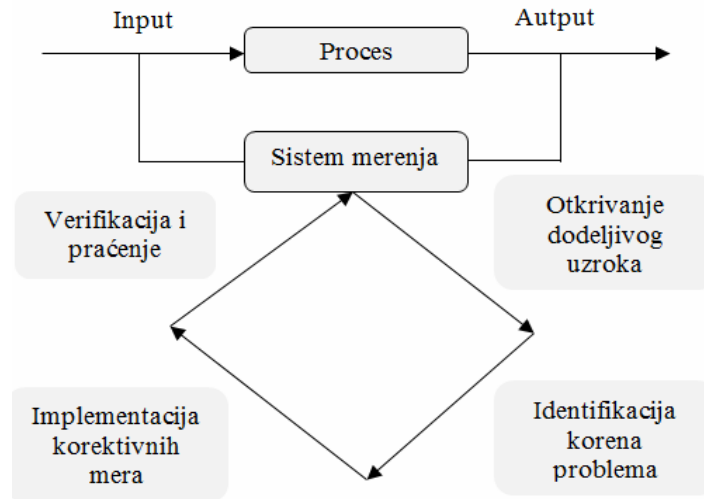 Input
Autput
Proces
Sistem merenja
Verifikacija i
praćenje
Otkrivanje
dodeljivog
uzroka
Implementacija
korektivnih
mera
Identifikacija
korena
problema